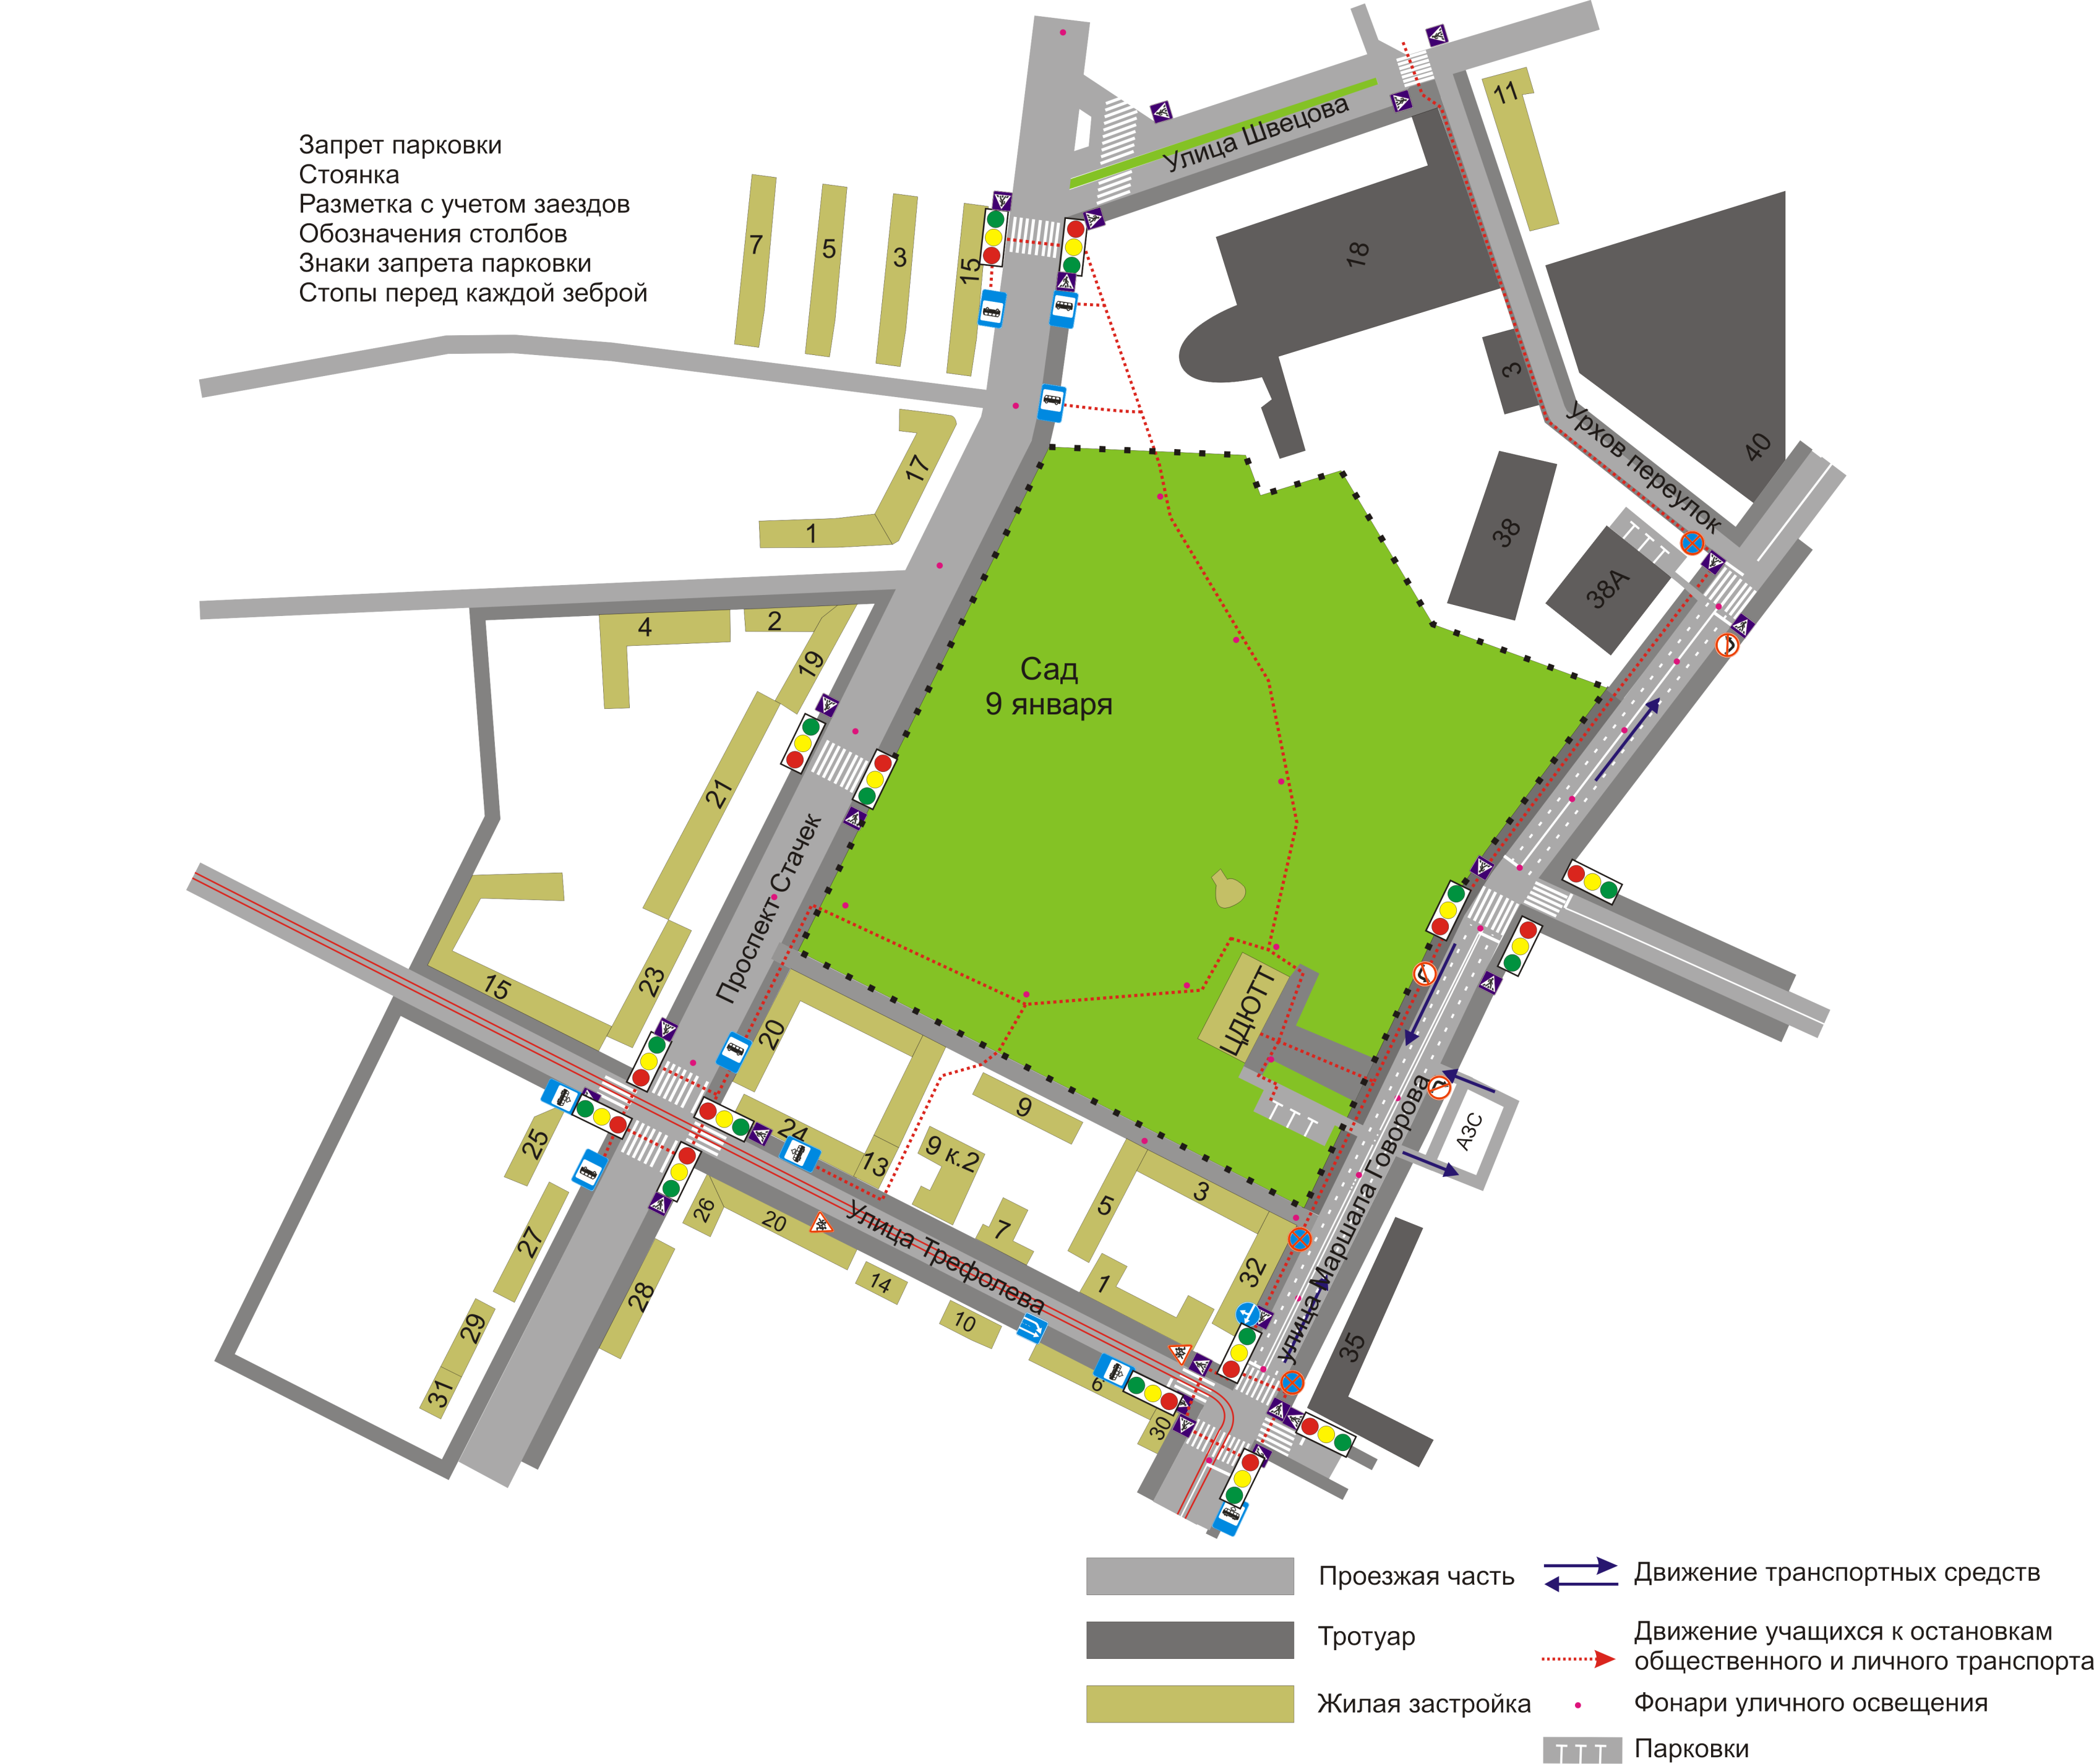 Запрет парковки
Стоянка
Разметка с учетом заездов
Обозначения столбов
Знаки запрета парковки
Стопы перед каждой зеброй
Улица Швецова
11
7
5
3
15
18
3
40
Урхов переулок
17
1
38
38А
4
2
19
Сад
9 января
21
Проспект Стачек
15
23
20
ЦДЮТТ
АЗС
улица Маршала Говорова
9
24
13
9 к.2
25
5
3
26
20
7
Улица Трефолева
27
28
14
1
32
10
29
31
6
30
35
Проезжая часть
Тротуар
Жилая застройка
Движение транспортных средств
Движение учащихся к остановкам
общественного и личного транспорта
Фонари уличного освещения
Парковки